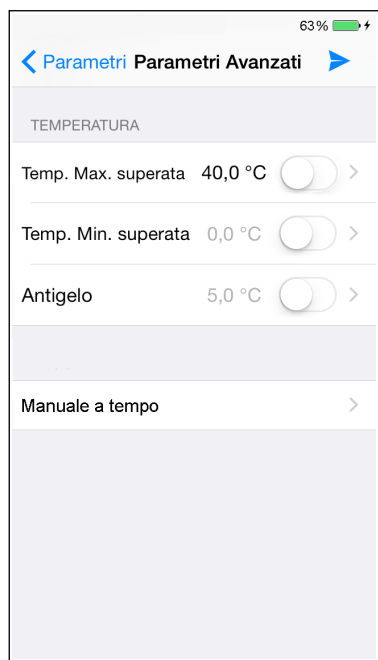 63%
Parametri Parametri Avanzati
TEMPERATURA
Temp. Max. superata 40,0 °C
Temp. Min. superata 0,0 °C
Antigelo 5,0 °C
Manuale a tempo